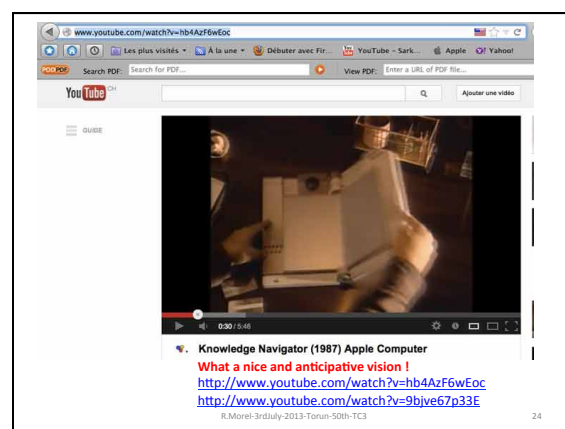 www.youtube.com/watch?v=hb4AzF6wEoc
Les plus visités
À la une
Débuter avec Fir...
YouTube - Sark...
Apple
Yahoo!
Search PDF:
Search for PDF...
View PDF:
Enter a URL of PDF file...
You Tube CH
Ajouter une vidéo
GUIDE
0:30 / 5:46
Knowledge Navigator (1987) Apple Computer
What a nice and anticipative vision !
http://www.youtube.com/watch?v=hb4AzF6wEoc
http://www.youtube.com/watch?v=9bjve67p33E
R.Morel-3rdJuly-2013-Torun-50th-TC3 24